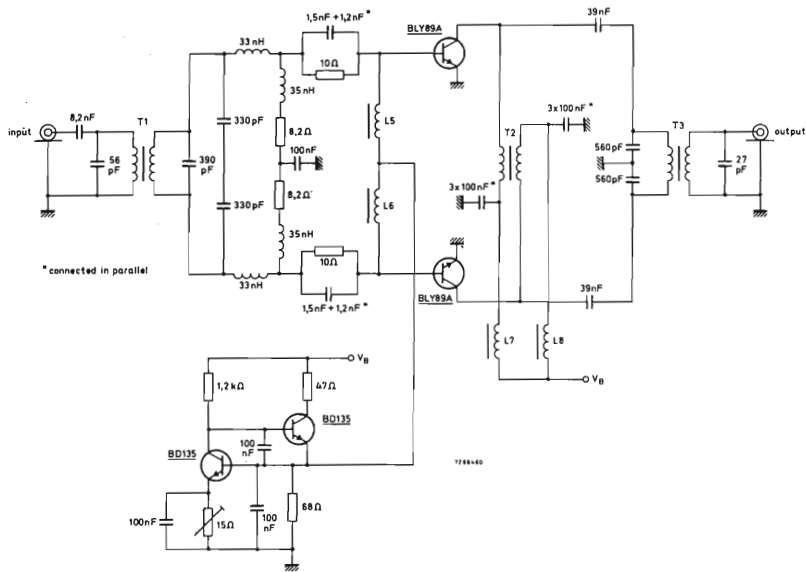 39nF
1,5nF+1,2nF*
BLY89A
33nH
10Ω
35nH
3x100nF*
8,2nF
T1
330pF
L5
input
T2
T3
output
8,2Ω
560pF
56
pF
390
pF
100nF
27
pF
560pF
3x100nF*
330pF
8,2Ω
L6
35nH
10Ω
*connected in parallel
33nH
BLY89A
39nF
1,5nF+1,2nF*
L7
L8
VB
VB
1,2kΩ
47Ω
BD135
BD135
100
nF
7266460
100nF
15Ω
100
nF
68Ω